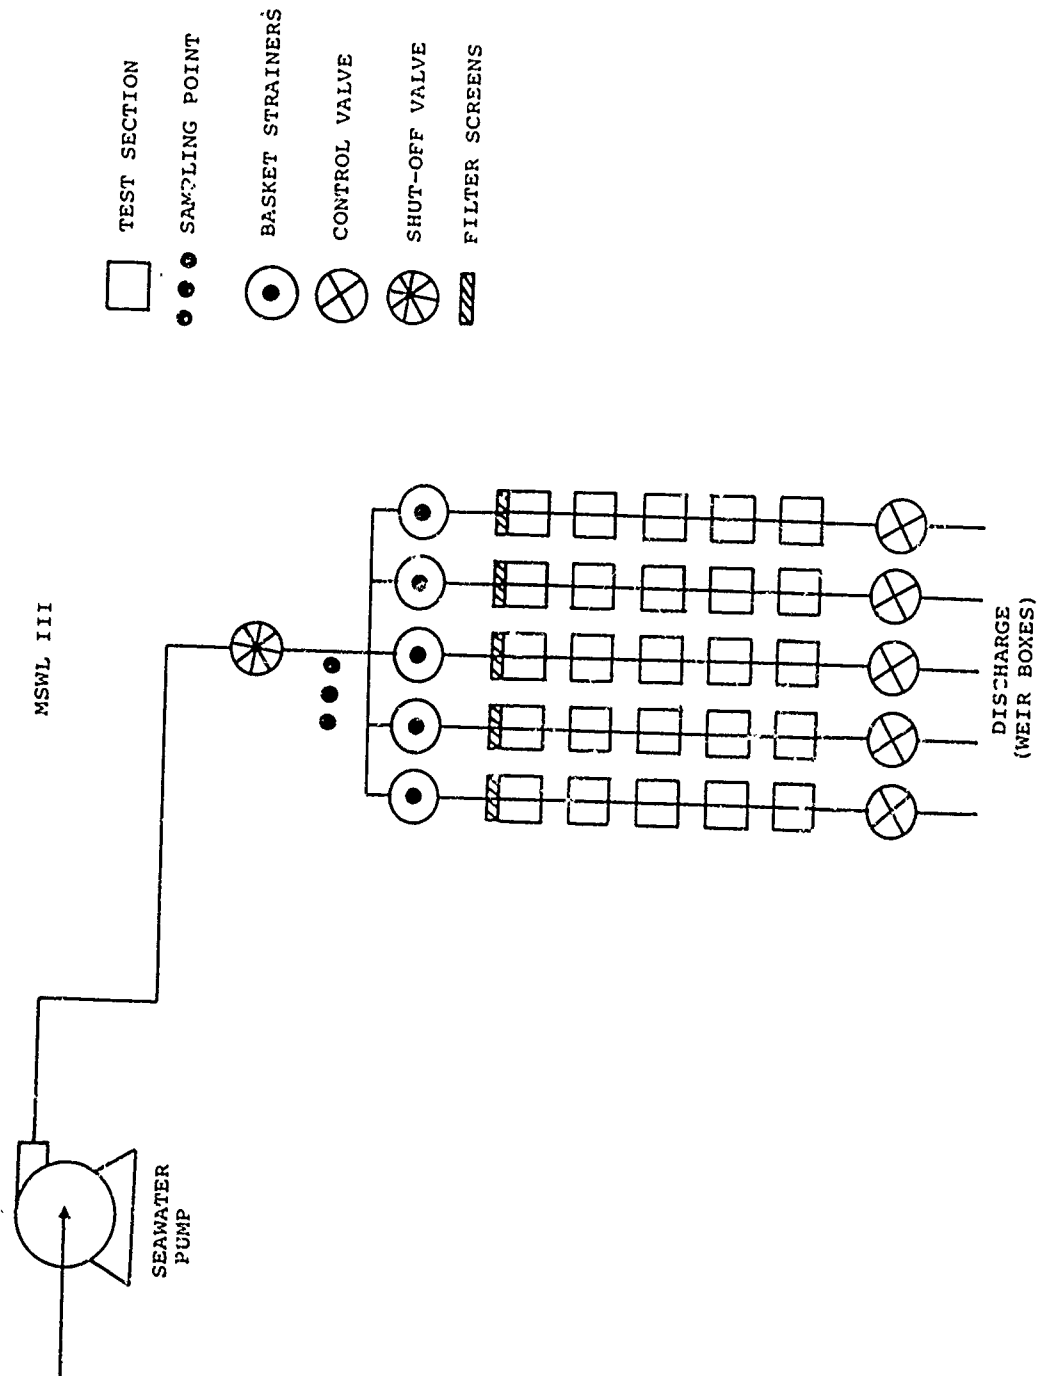 MSWL III
TEST SECTION
SAMPLING POINT
BASKET STRAINERS
CONTROL VALVE
SHUT-OFF VALVE
FILTER SCREENS
SEAWATER
PUMP
DISCHARGE
(WEIR BOXES)